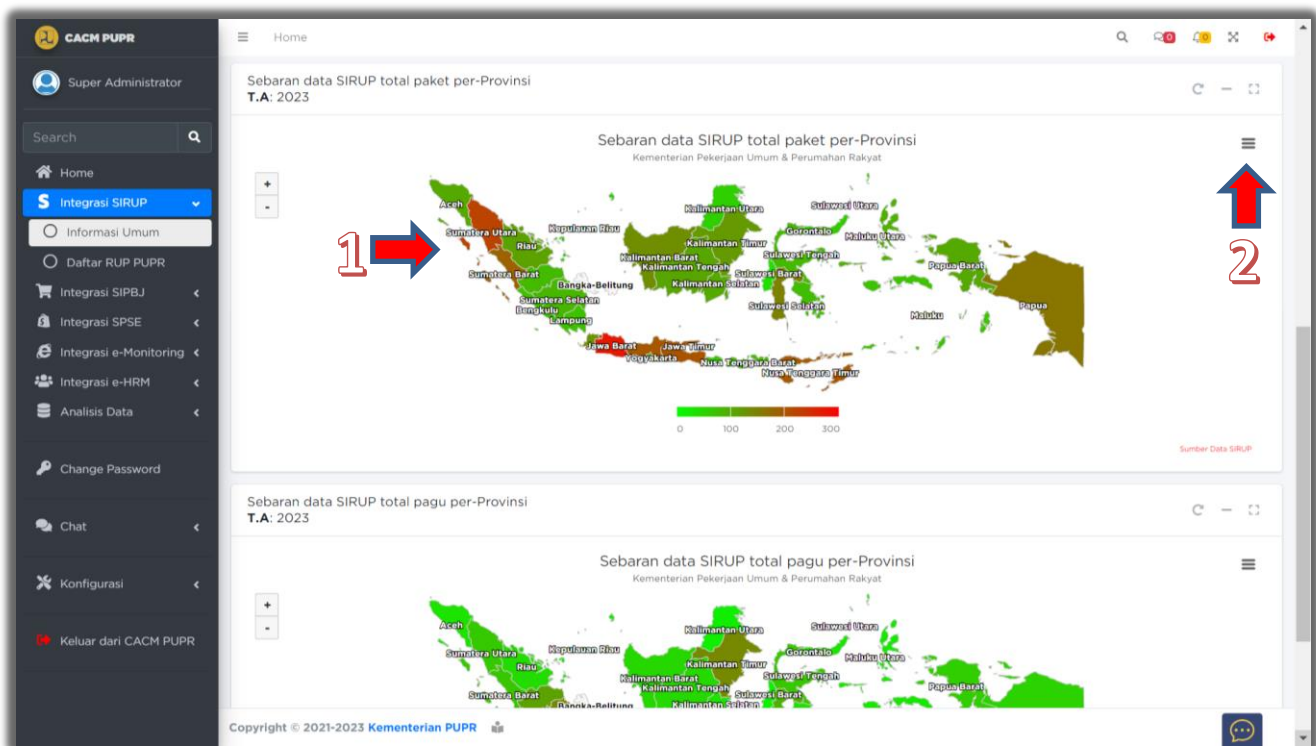 CACM PUPR
Home
Super Administrator
Search
Home
Integrasi SIRUP
Informasi Umum
Daftar RUP PUPR
Integrasi SIPBJ
Integrasi SPSE
Integrasi e-Monitoring
Integrasi e-HRM
Analisis Data
Change Password
Chat
Konfigurasi
Keluar dari CACM PUPR
0
0
Sebaran data SIRUP total paket per-Provinsi
T.A: 2023
Sebaran data SIRUP total paket per-Provinsi
Kementerian Pekerjaan Umum & Perumahan Rakyat
+
-
Aceh
Sumatera Utara
Riau
Kepulauan Riau
Sumatera Barat
Bangka-Belitung
Sumatera Selatan
Bengkulu
Lampung
Jawa Barat
Jawa Timur
Yogyakarta
Nusa Tenggara Barat
Nusa Tenggara Timur
Kalimantan Utara
Kalimantan Timur
Kalimantan Barat
Kalimantan Tengah
Kalimantan Selatan
Sulawesi Utara
Gorontalo
Sulawesi Tengah
Sulawesi Barat
Sulawesi Selatan
Maluku Utara
Maluku
Papua Barat
Papua
1
2
0 100 200 300
Sumber Data SIRUP
Sebaran data SIRUP total pagu per-Provinsi
T.A: 2023
Sebaran data SIRUP total pagu per-Provinsi
Kementerian Pekerjaan Umum & Perumahan Rakyat
+
-
Aceh
Sumatera Utara
Riau
Kepulauan Riau
Sumatera Barat
Bangka-Belitung
Kalimantan Utara
Kalimantan Timur
Kalimantan Barat
Kalimantan Tengah
Kalimantan Selatan
Sulawesi Utara
Gorontalo
Sulawesi Tengah
Sulawesi Barat
Maluku Utara
Papua Barat
Copyright © 2021-2023 Kementerian PUPR